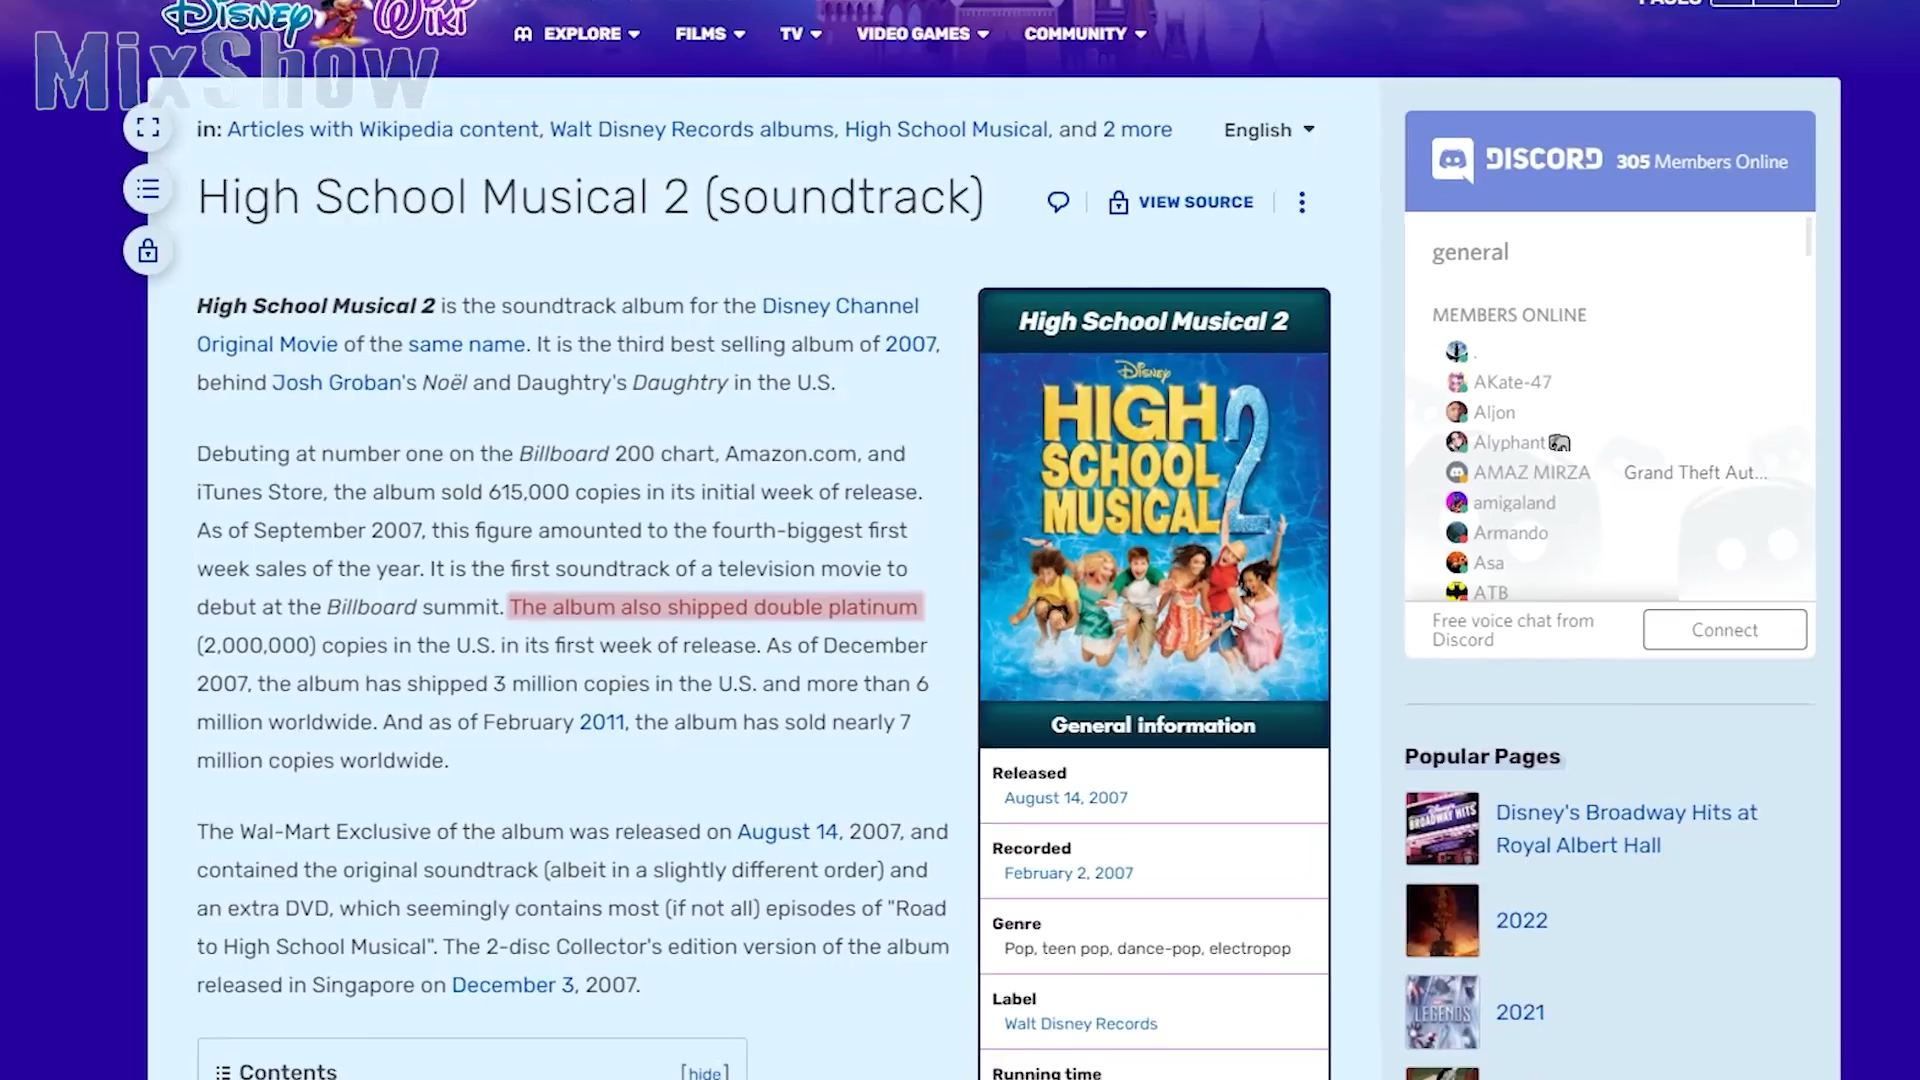 Disney Wiki
MixShow
EXPLORE
FILMS
TV
VIDEO GAMES
COMMUNITY
PAGES
in: Articles with Wikipedia content, Walt Disney Records albums, High School Musical, and 2 more
English
High School Musical 2 (soundtrack)
VIEW SOURCE
High School Musical 2 is the soundtrack album for the Disney Channel
Original Movie of the same name. It is the third best selling album of 2007,
behind Josh Groban's Noël and Daughtry's Daughtry in the U.S.
Debuting at number one on the Billboard 200 chart, Amazon.com, and
iTunes Store, the album sold 615,000 copies in its initial week of release.
As of September 2007, this figure amounted to the fourth-biggest first
week sales of the year. It is the first soundtrack of a television movie to
debut at the Billboard summit. The album also shipped double platinum
(2,000,000) copies in the U.S. in its first week of release. As of December
2007, the album has shipped 3 million copies in the U.S. and more than 6
million worldwide. And as of February 2011, the album has sold nearly 7
million copies worldwide.
The Wal-Mart Exclusive of the album was released on August 14, 2007, and
contained the original soundtrack (albeit in a slightly different order) and
an extra DVD, which seemingly contains most (if not all) episodes of "Road
to High School Musical". The 2-disc Collector's edition version of the album
released in Singapore on December 3, 2007.
Contents
[hide]
High School Musical 2
Disney
HIGH
SCHOOL
MUSICAL
2
General information
Released
August 14, 2007
Recorded
February 2, 2007
Genre
Pop, teen pop, dance-pop, electropop
Label
Walt Disney Records
Running time
DISCORD
305 Members Online
general
MEMBERS ONLINE
.
AKate-47
Aljon
Alyphant
AMAZ MIRZA
Grand Theft Aut...
amigaland
Armando
Asa
ATB
Free voice chat from
Discord
Connect
Popular Pages
BROADWAY HITS
Disney's Broadway Hits at
Royal Albert Hall
2022
LEGENDS
2021